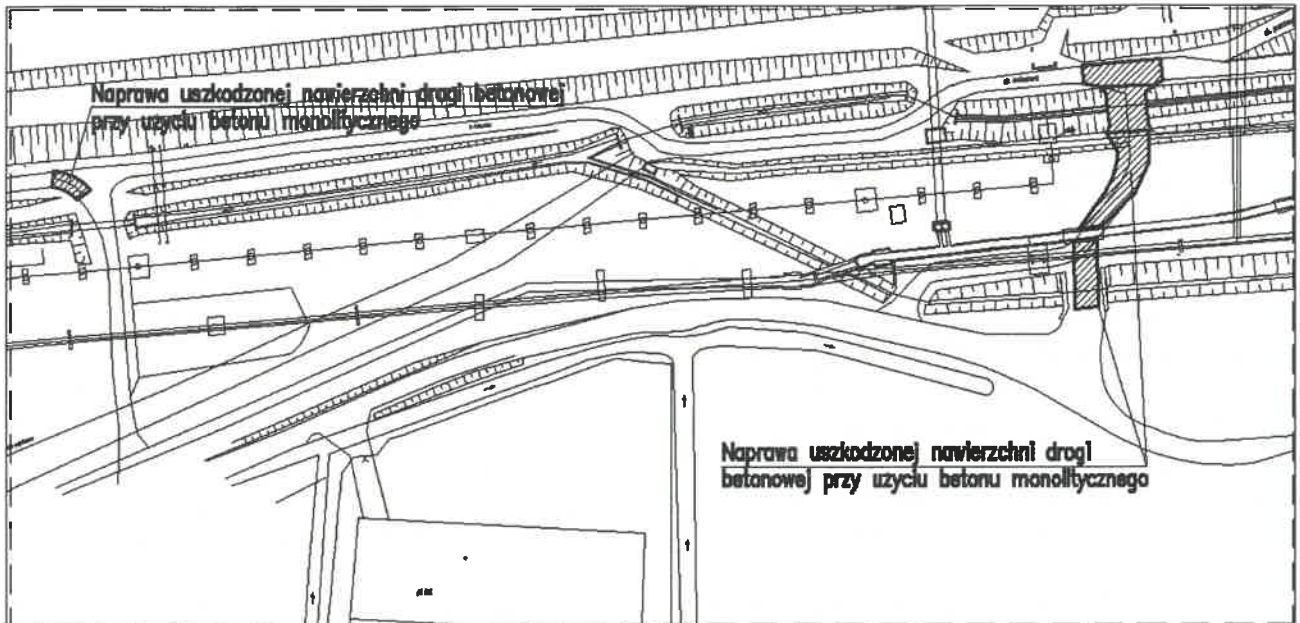 Naprawa uszkodzonej nawierzchni drogi betonowej
przy użyciu betonu monolitycznego
Naprawa uszkodzonej nawierzchni drogi
betonowej przy użyciu betonu monolitycznego